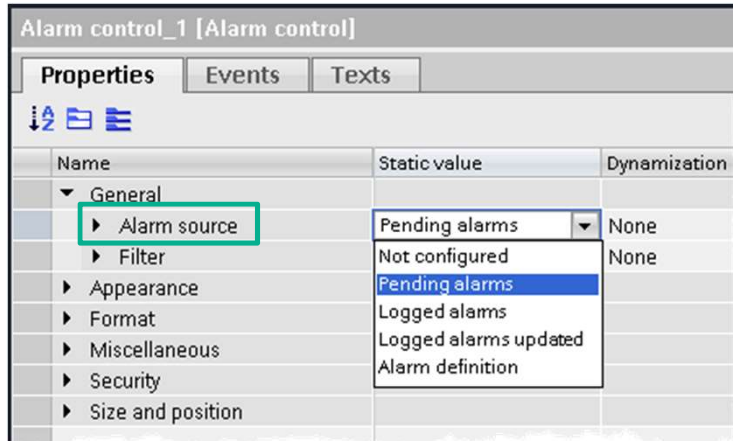 Alarm control_1 [Alarm control]
Properties Events Texts
Name Static value Dynamization
General
Alarm source Pending alarms None
Filter Not configured None
Appearance Pending alarms
Format Logged alarms
Miscellaneous Logged alarms updated
Security Alarm definition
Size and position